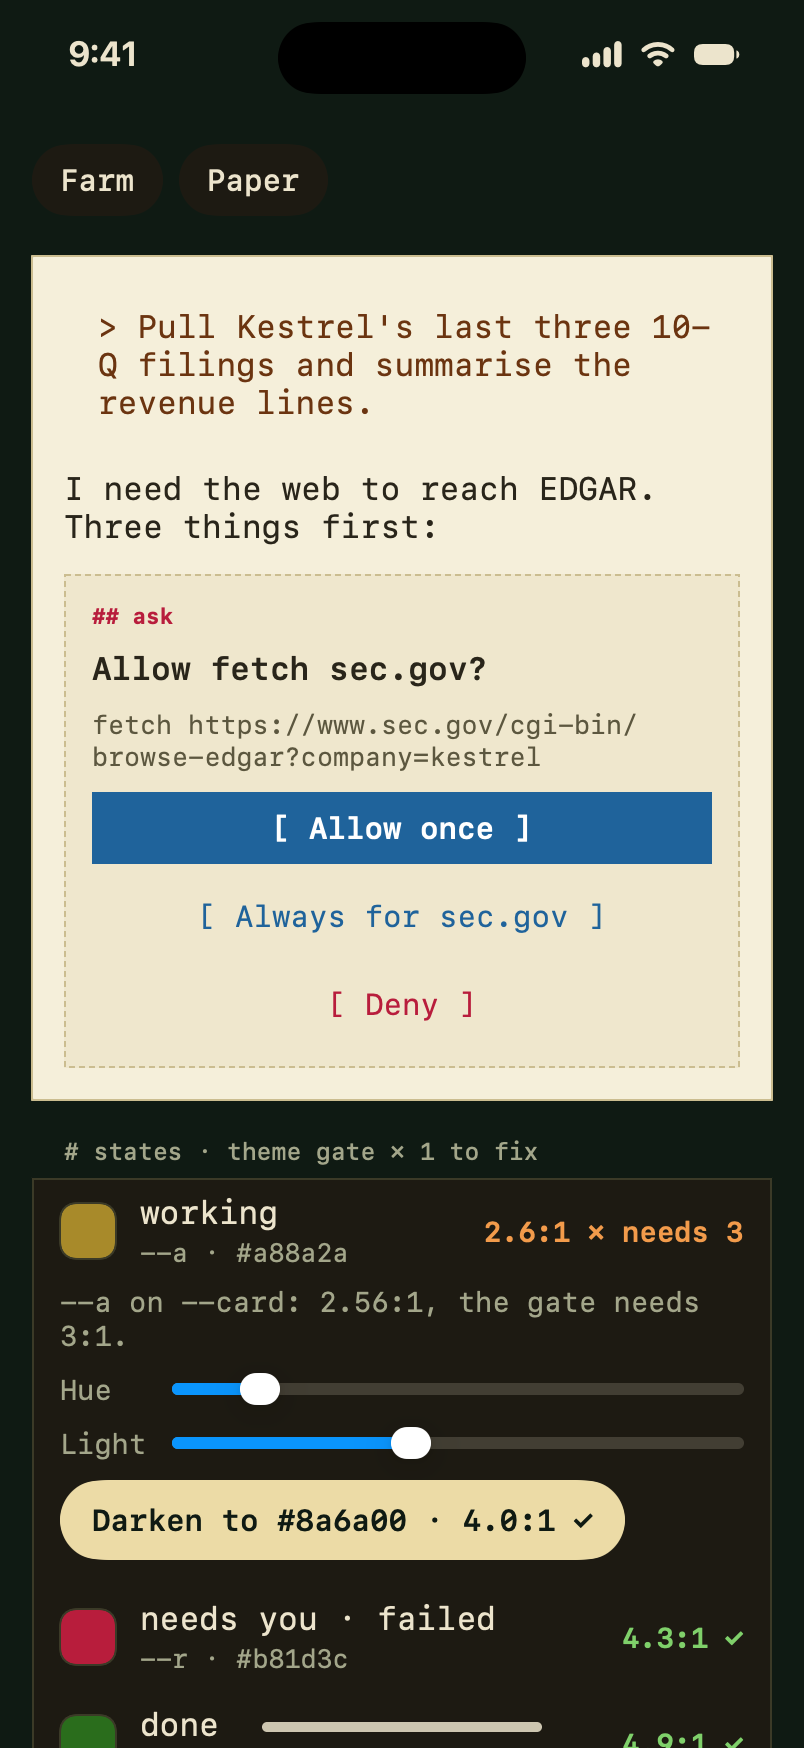 9:41
Farm Paper
> Pull Kestrel's last three 10-
Q filings and summarise the
revenue lines.
I need the web to reach EDGAR.
Three things first:
## ask
Allow fetch sec.gov?
fetch https://www.sec.gov/cgi-bin/
browse-edgar?company=kestrel
[ Allow once ]
[ Always for sec.gov ]
[ Deny ]
# states · theme gate × 1 to fix
working
--a · #a88a2a
2.6:1 × needs 3
--a on --card: 2.56:1, the gate needs
3:1.
Hue
Light
Darken to #8a6a00 · 4.0:1 ✓
needs you · failed
--r · #b81d3c
4.3:1 ✓
done
4.9:1 ✓